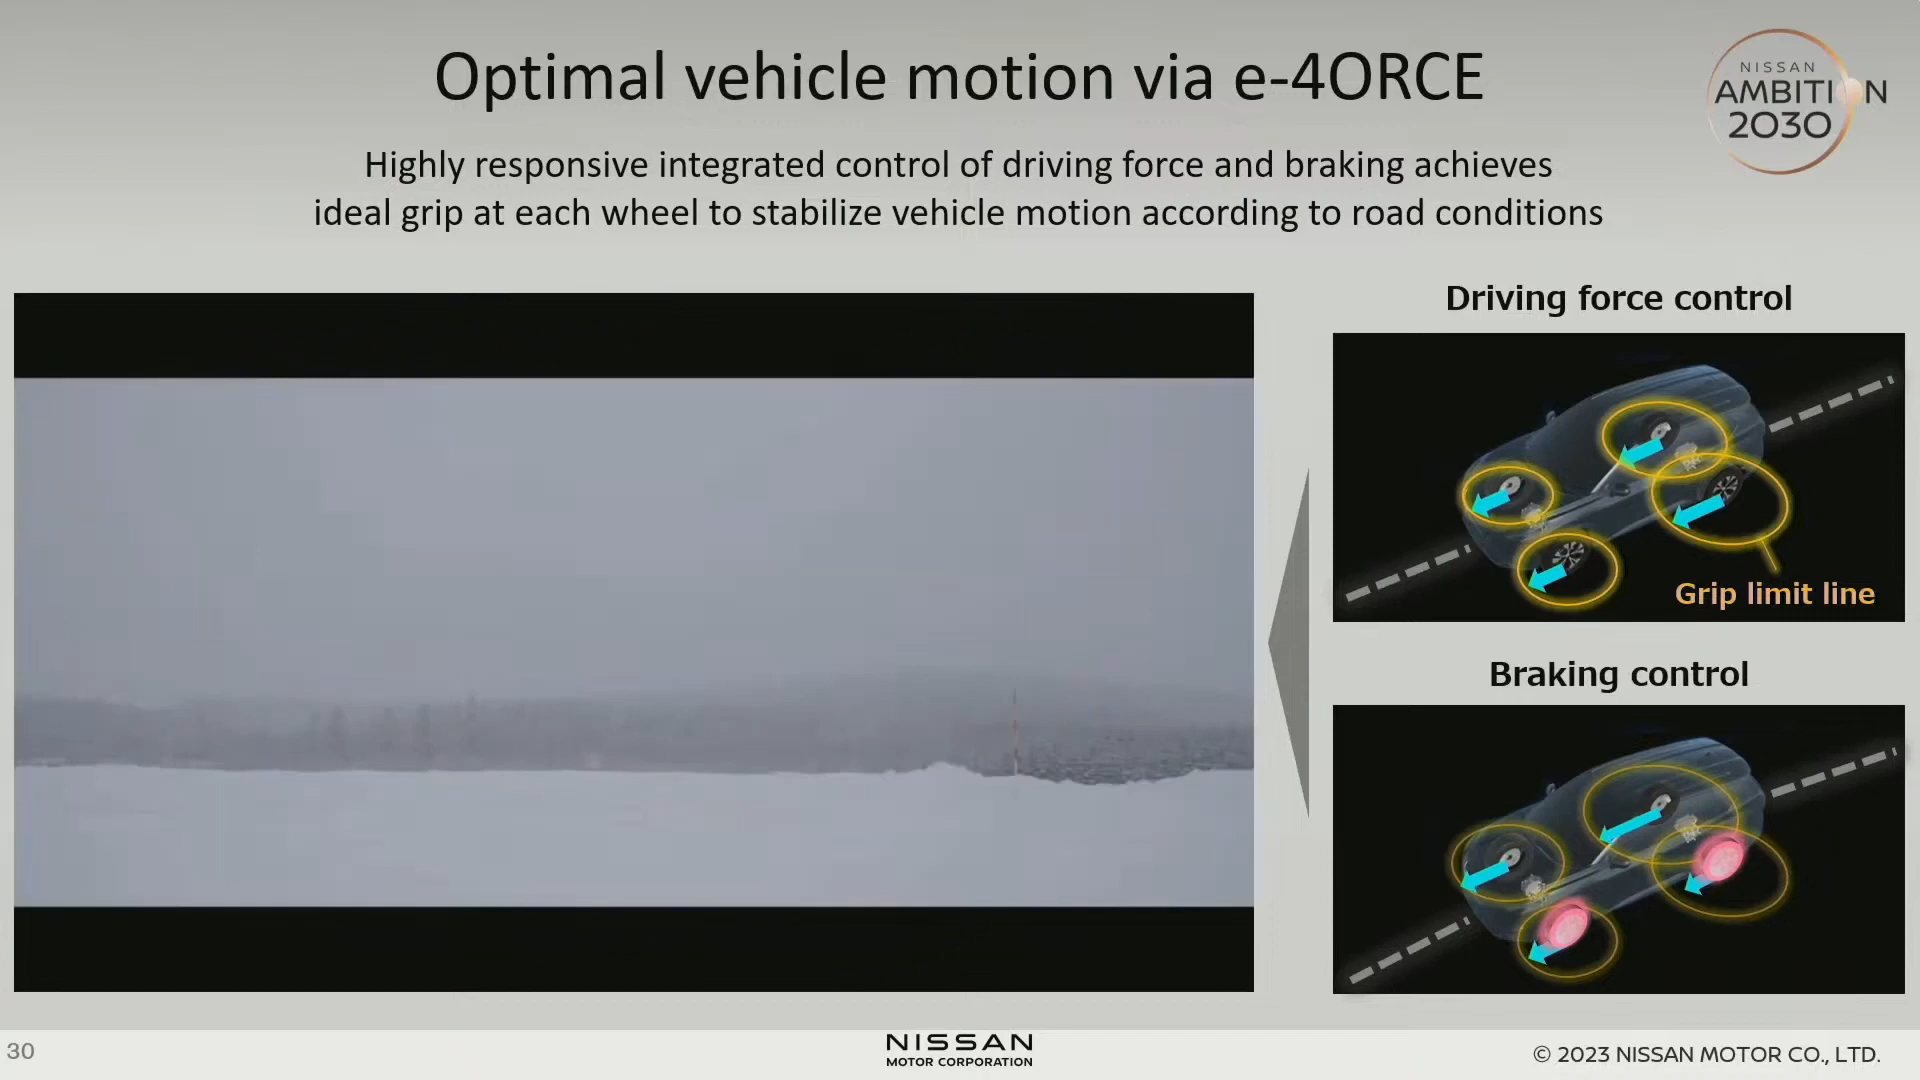 Optimal vehicle motion via e-4ORCE
NISSAN
AMBITION
2030
Highly responsive integrated control of driving force and braking achieves
ideal grip at each wheel to stabilize vehicle motion according to road conditions
Driving force control
Grip limit line
Braking control
30
NISSAN
MOTOR CORPORATION
© 2023 NISSAN MOTOR CO., LTD.